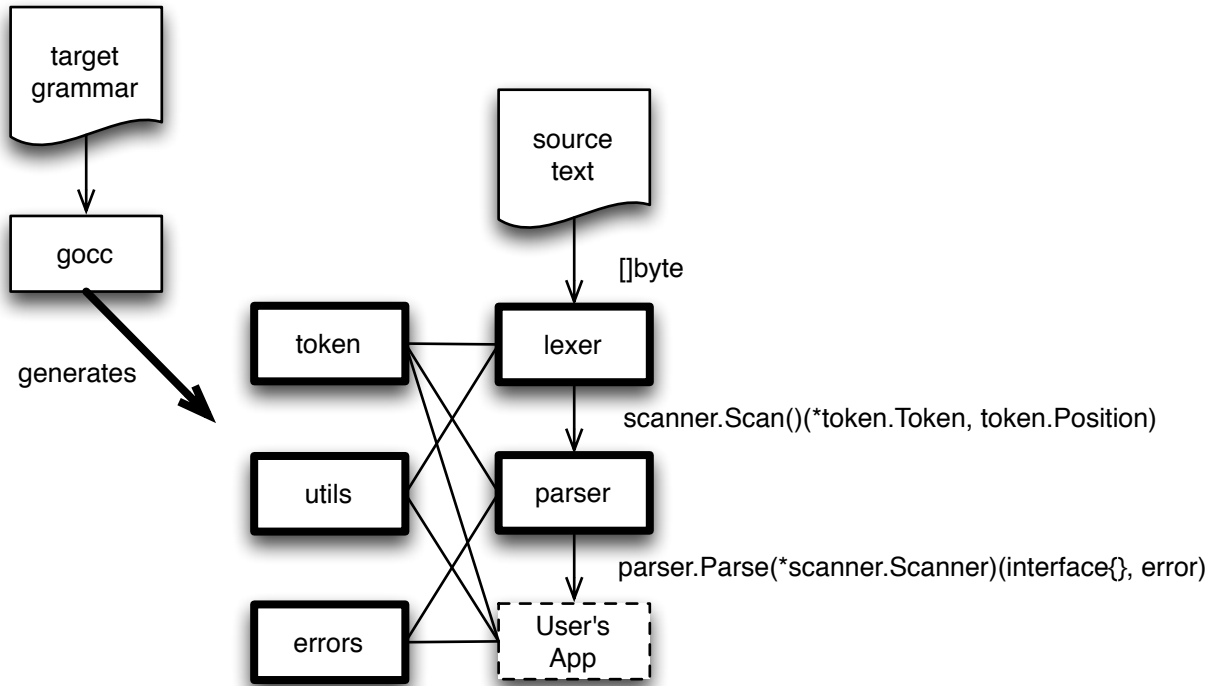 target
grammar
source
text
gocc
[]byte
token
lexer
generates
scanner.Scan()(*token.Token, token.Position)
utils
parser
parser.Parse(*scanner.Scanner)(interface{}, error)
errors
User's
App